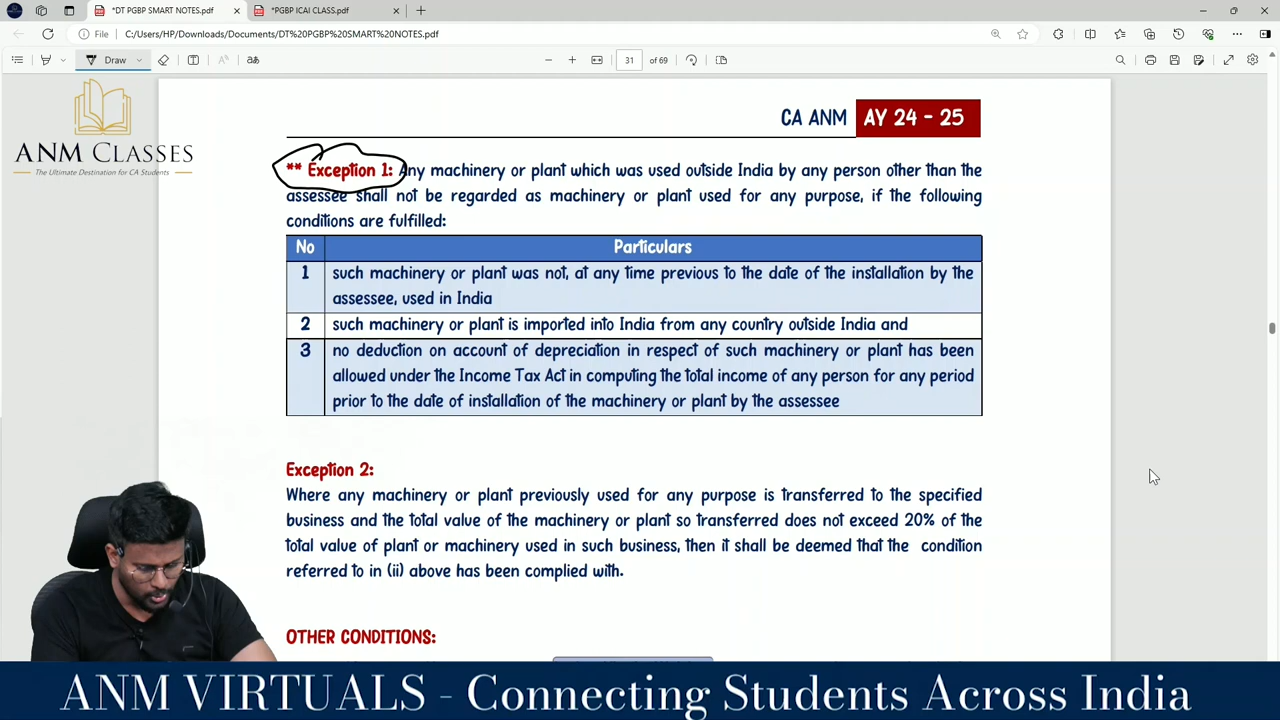 *DT PGBP SMART NOTES.pdf
*PGBP ICAI CLASS.pdf
File
C:/Users/HP/Downloads/Documents/DT%20PGBP%20SMART%20NOTES.pdf
Draw
31 of 69
CA ANM AY 24 - 25
ANM CLASSES
The Ultimate Destination for CA Students
** Exception 1: Any machinery or plant which was used outside India by any person other than the
assessee shall not be regarded as machinery or plant used for any purpose, if the following
conditions are fulfilled:
No Particulars
1 such machinery or plant was not, at any time previous to the date of the installation by the
assessee, used in India
2 such machinery or plant is imported into India from any country outside India and
3 no deduction on account of depreciation in respect of such machinery or plant has been
allowed under the Income Tax Act in computing the total income of any person for any period
prior to the date of installation of the machinery or plant by the assessee
Exception 2:
Where any machinery or plant previously used for any purpose is transferred to the specified
business and the total value of the machinery or plant so transferred does not exceed 20% of the
total value of plant or machinery used in such business, then it shall be deemed that the condition
referred to in (ii) above has been complied with.
OTHER CONDITIONS:
ANM VIRTUALS - Connecting Students Across India